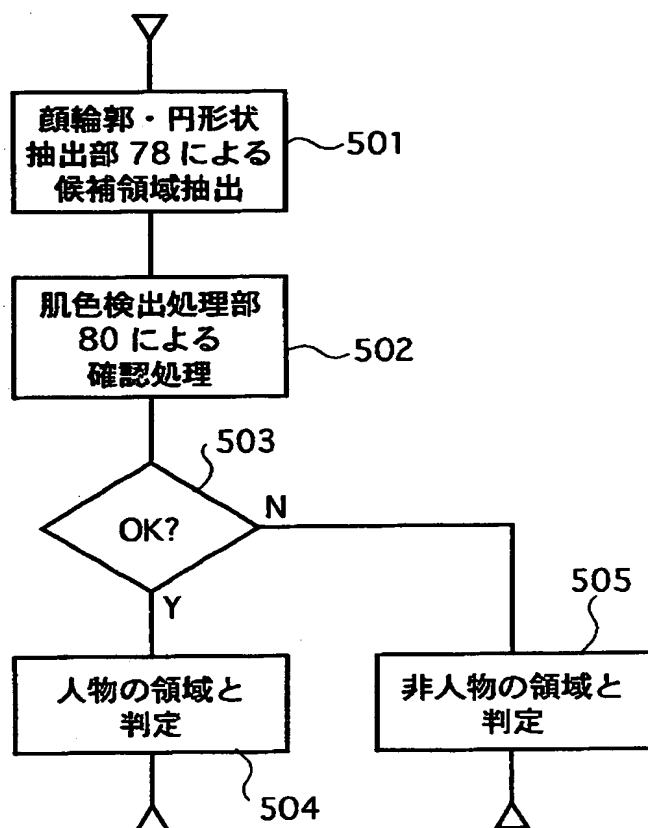 顔輪郭・円形状
抽出部 78 による
候補領域抽出
501
肌色検出処理部
80 による
確認処理
502
503
OK?
N
Y
505
人物の領域と
判定
504
非人物の領域と
判定